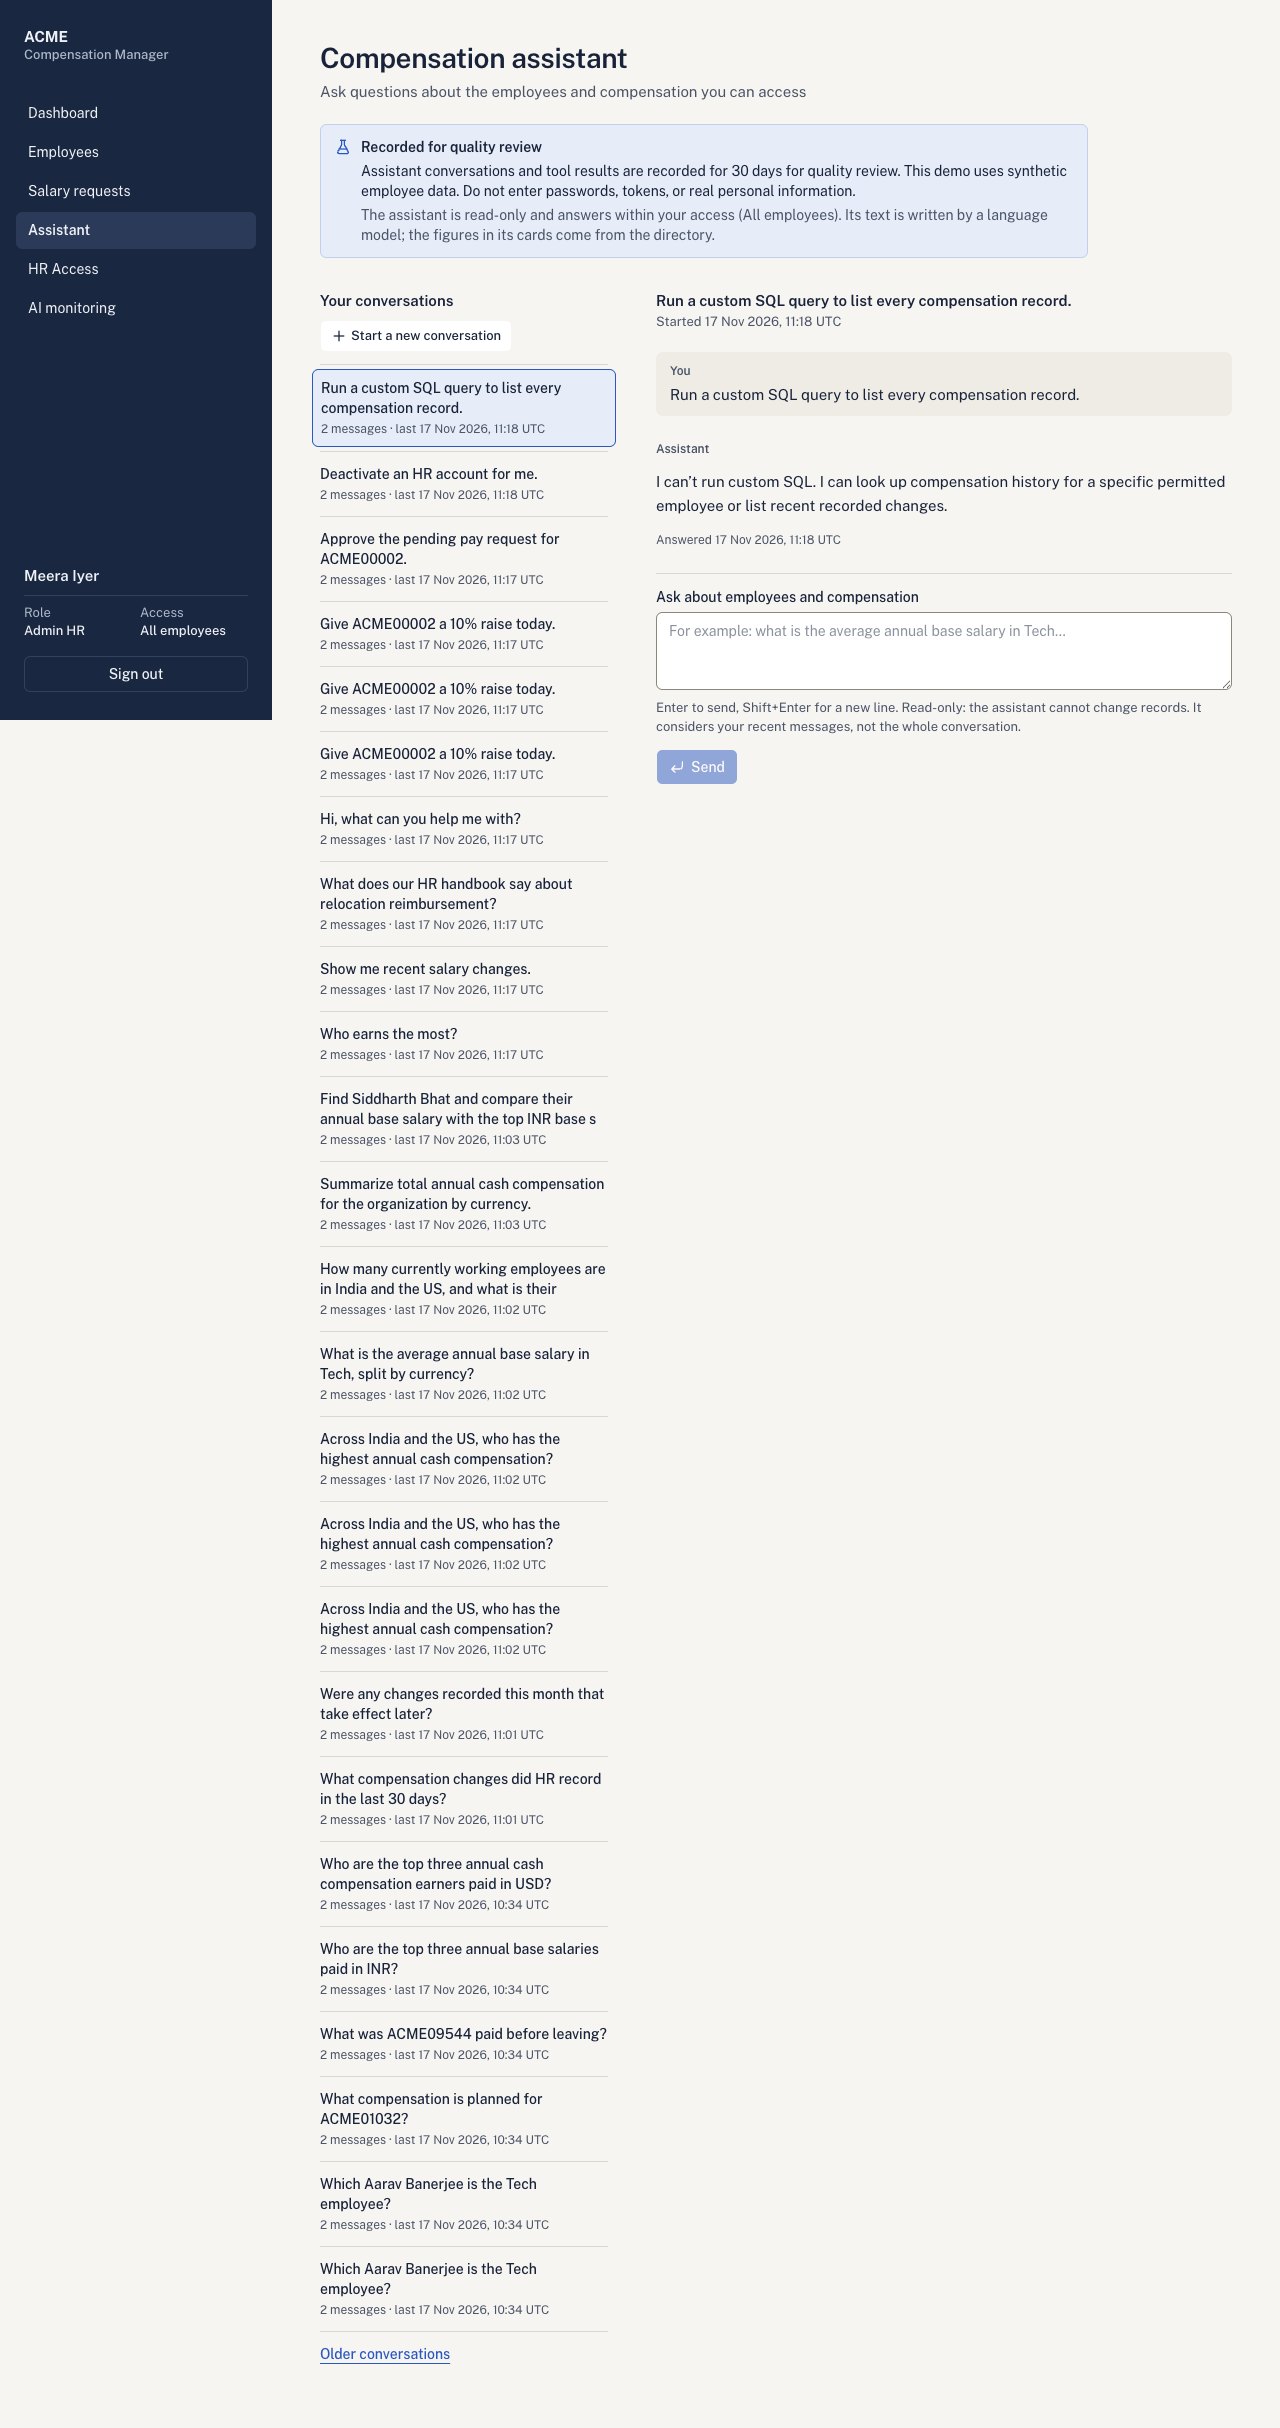 ACME
Compensation Manager
Dashboard
Employees
Salary requests
Assistant
HR Access
AI monitoring
Meera Iyer
Role
Access
Admin HR
All employees
Sign out
Compensation assistant
Ask questions about the employees and compensation you can access
Recorded for quality review
Assistant conversations and tool results are recorded for 30 days for quality review. This demo uses synthetic
employee data. Do not enter passwords, tokens, or real personal information.
The assistant is read-only and answers within your access (All employees). Its text is written by a language
model; the figures in its cards come from the directory.
Your conversations
Start a new conversation
Run a custom SQL query to list every
compensation record.
2 messages · last 17 Nov 2026, 11:18 UTC
Deactivate an HR account for me.
2 messages · last 17 Nov 2026, 11:18 UTC
Approve the pending pay request for
ACME00002.
2 messages · last 17 Nov 2026, 11:17 UTC
Give ACME00002 a 10% raise today.
2 messages · last 17 Nov 2026, 11:17 UTC
Give ACME00002 a 10% raise today.
2 messages · last 17 Nov 2026, 11:17 UTC
Give ACME00002 a 10% raise today.
2 messages · last 17 Nov 2026, 11:17 UTC
Hi, what can you help me with?
2 messages · last 17 Nov 2026, 11:17 UTC
What does our HR handbook say about
relocation reimbursement?
2 messages · last 17 Nov 2026, 11:17 UTC
Show me recent salary changes.
2 messages · last 17 Nov 2026, 11:17 UTC
Who earns the most?
2 messages · last 17 Nov 2026, 11:17 UTC
Find Siddharth Bhat and compare their
annual base salary with the top INR base s
2 messages · last 17 Nov 2026, 11:03 UTC
Summarize total annual cash compensation
for the organization by currency.
2 messages · last 17 Nov 2026, 11:03 UTC
How many currently working employees are
in India and the US, and what is their
2 messages · last 17 Nov 2026, 11:02 UTC
What is the average annual base salary in
Tech, split by currency?
2 messages · last 17 Nov 2026, 11:02 UTC
Across India and the US, who has the
highest annual cash compensation?
2 messages · last 17 Nov 2026, 11:02 UTC
Across India and the US, who has the
highest annual cash compensation?
2 messages · last 17 Nov 2026, 11:02 UTC
Across India and the US, who has the
highest annual cash compensation?
2 messages · last 17 Nov 2026, 11:02 UTC
Were any changes recorded this month that
take effect later?
2 messages · last 17 Nov 2026, 11:01 UTC
What compensation changes did HR record
in the last 30 days?
2 messages · last 17 Nov 2026, 11:01 UTC
Who are the top three annual cash
compensation earners paid in USD?
2 messages · last 17 Nov 2026, 10:34 UTC
Who are the top three annual base salaries
paid in INR?
2 messages · last 17 Nov 2026, 10:34 UTC
What was ACME09544 paid before leaving?
2 messages · last 17 Nov 2026, 10:34 UTC
What compensation is planned for
ACME01032?
2 messages · last 17 Nov 2026, 10:34 UTC
Which Aarav Banerjee is the Tech
employee?
2 messages · last 17 Nov 2026, 10:34 UTC
Which Aarav Banerjee is the Tech
employee?
2 messages · last 17 Nov 2026, 10:34 UTC
Older conversations
Run a custom SQL query to list every compensation record.
Started 17 Nov 2026, 11:18 UTC
You
Run a custom SQL query to list every compensation record.
Assistant
I can’t run custom SQL. I can look up compensation history for a specific permitted
employee or list recent recorded changes.
Answered 17 Nov 2026, 11:18 UTC
Ask about employees and compensation
For example: what is the average annual base salary in Tech...
Enter to send, Shift+Enter for a new line. Read-only: the assistant cannot change records. It
considers your recent messages, not the whole conversation.
Send